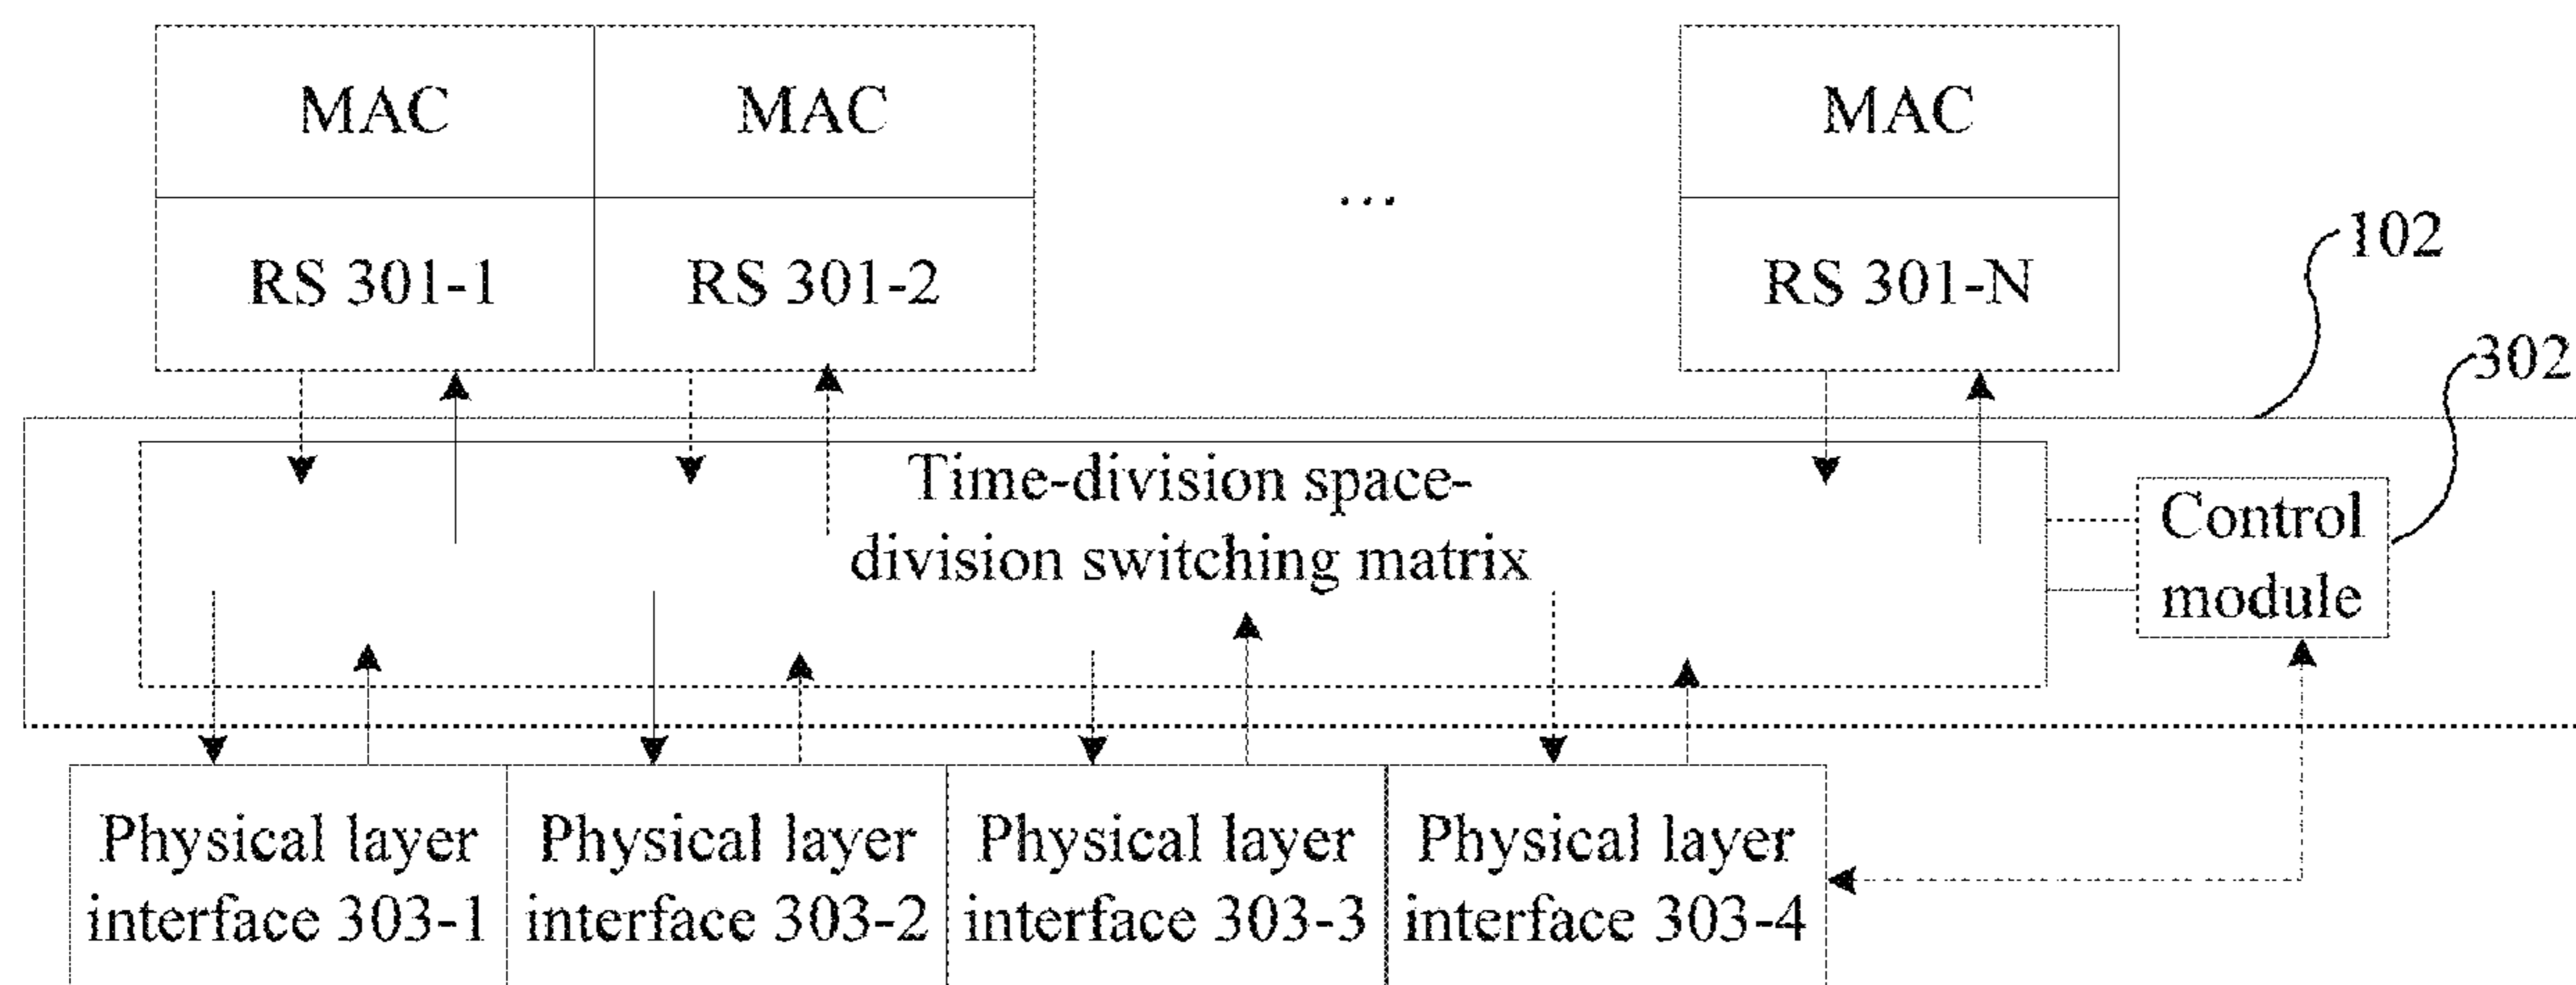 MAC MAC MAC
...
RS 301-1 RS 301-2 RS 301-N
102
302
Time-division space-
division switching matrix
Control
module
Physical layer
interface 303-1
Physical layer
interface 303-2
Physical layer
interface 303-3
Physical layer
interface 303-4